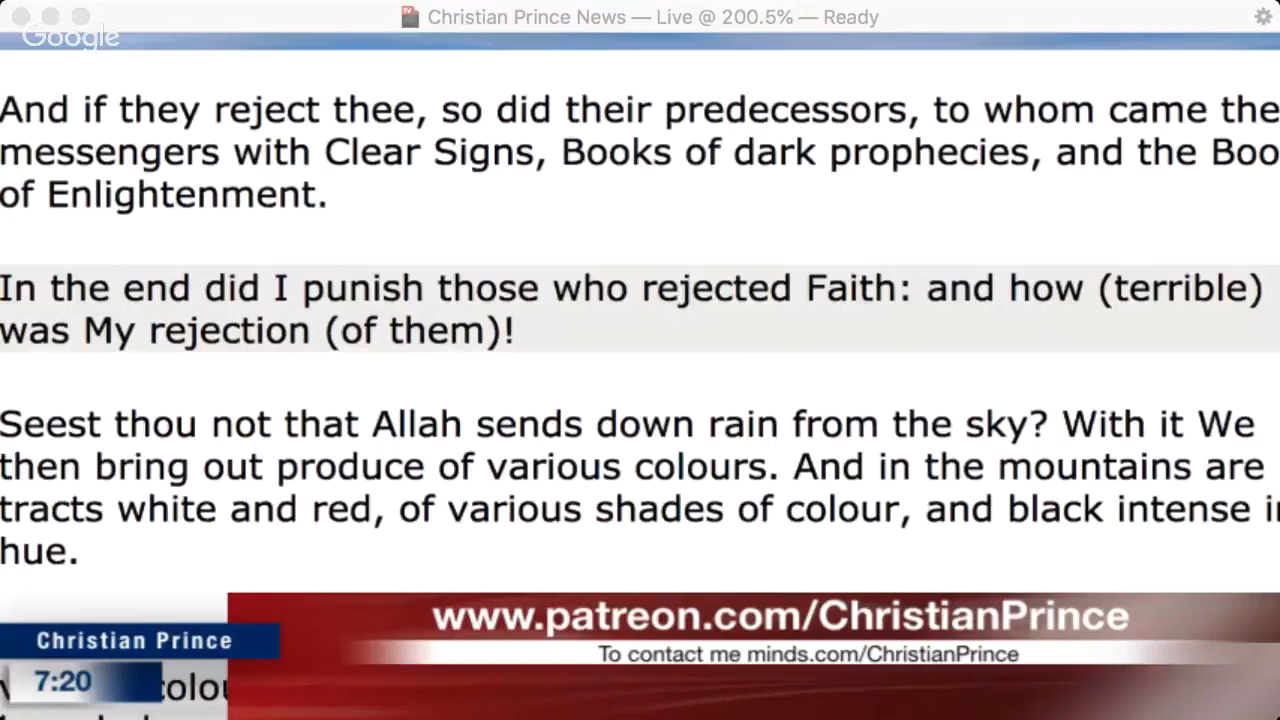 Christian Prince News — Live @ 200.5% — Ready
Google
And if they reject thee, so did their predecessors, to whom came the
messengers with Clear Signs, Books of dark prophecies, and the Boo
of Enlightenment.
In the end did I punish those who rejected Faith: and how (terrible)
was My rejection (of them)!
Seest thou not that Allah sends down rain from the sky? With it We
then bring out produce of various colours. And in the mountains are
tracts white and red, of various shades of colour, and black intense i
hue.
www.patreon.com/ChristianPrince
Christian Prince
To contact me minds.com/ChristianPrince
7:20
colou